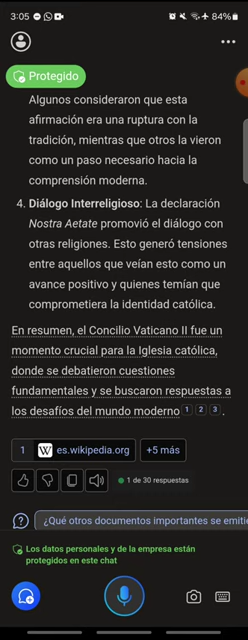 3:05
84%
Protegido
Algunos consideraron que esta
afirmación era una ruptura con la
tradición, mientras que otros la vieron
como un paso necesario hacia la
comprensión moderna.
4. Diálogo Interreligioso: La declaración
Nostra Aetate promovió el diálogo con
otras religiones. Esto generó tensiones
entre aquellos que veían esto como un
avance positivo y quienes temían que
comprometiera la identidad católica.
En resumen, el Concilio Vaticano II fue un
momento crucial para la Iglesia católica,
donde se debatieron cuestiones
fundamentales y se buscaron respuestas a
los desafíos del mundo moderno 1 2 3 .
1 W es.wikipedia.org +5 más
1 de 30 respuestas
¿Qué otros documentos importantes se emitie
Los datos personales y de la empresa están
protegidos en este chat